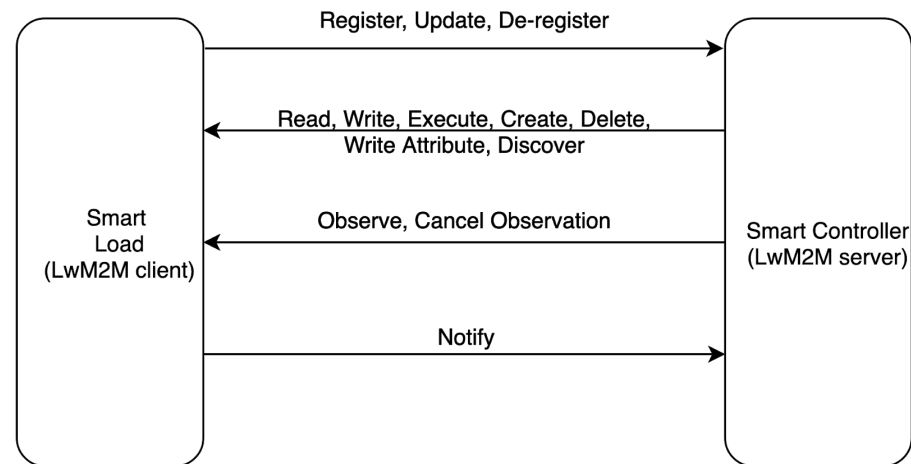 Register, Update, De-register
Read, Write, Execute, Create, Delete,
Write Attribute, Discover
Smart
Load
(LwM2M client)
Observe, Cancel Observation
Smart Controller
(LwM2M server)
Notify